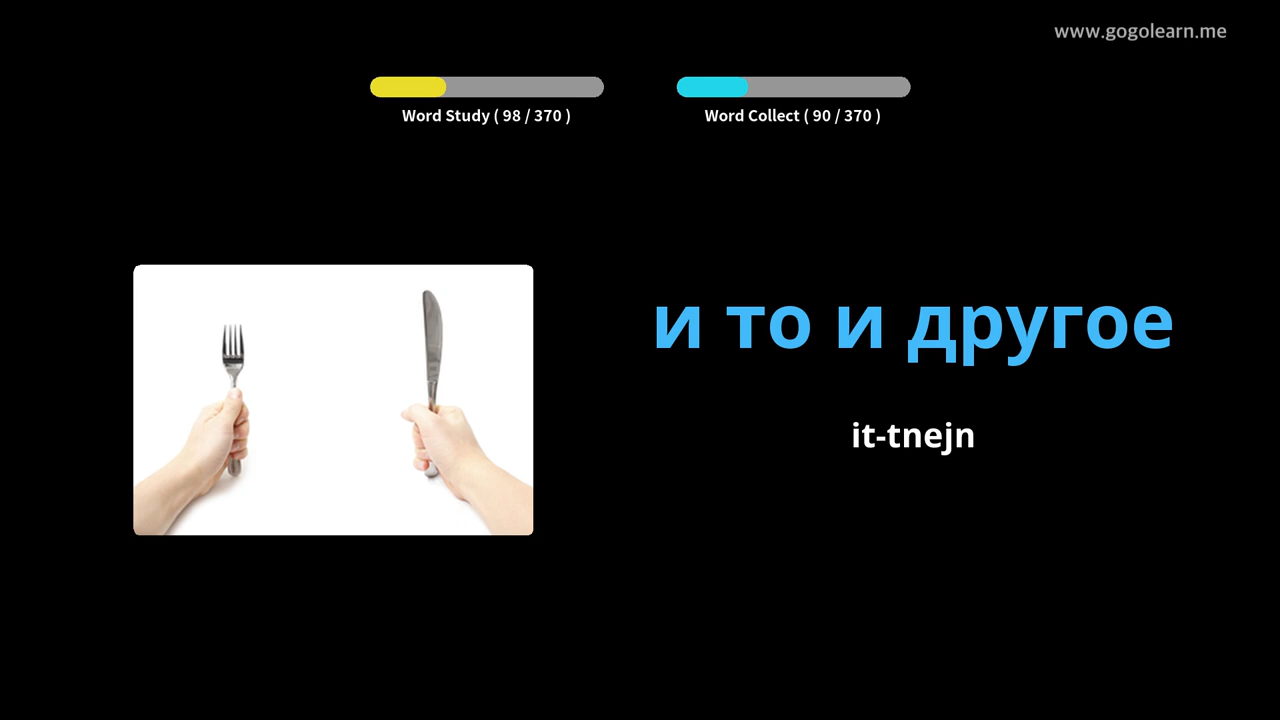 www.gogolearn.me
Word Study ( 98 / 370 )
Word Collect ( 90 / 370 )
и то и другое
it-tnejn